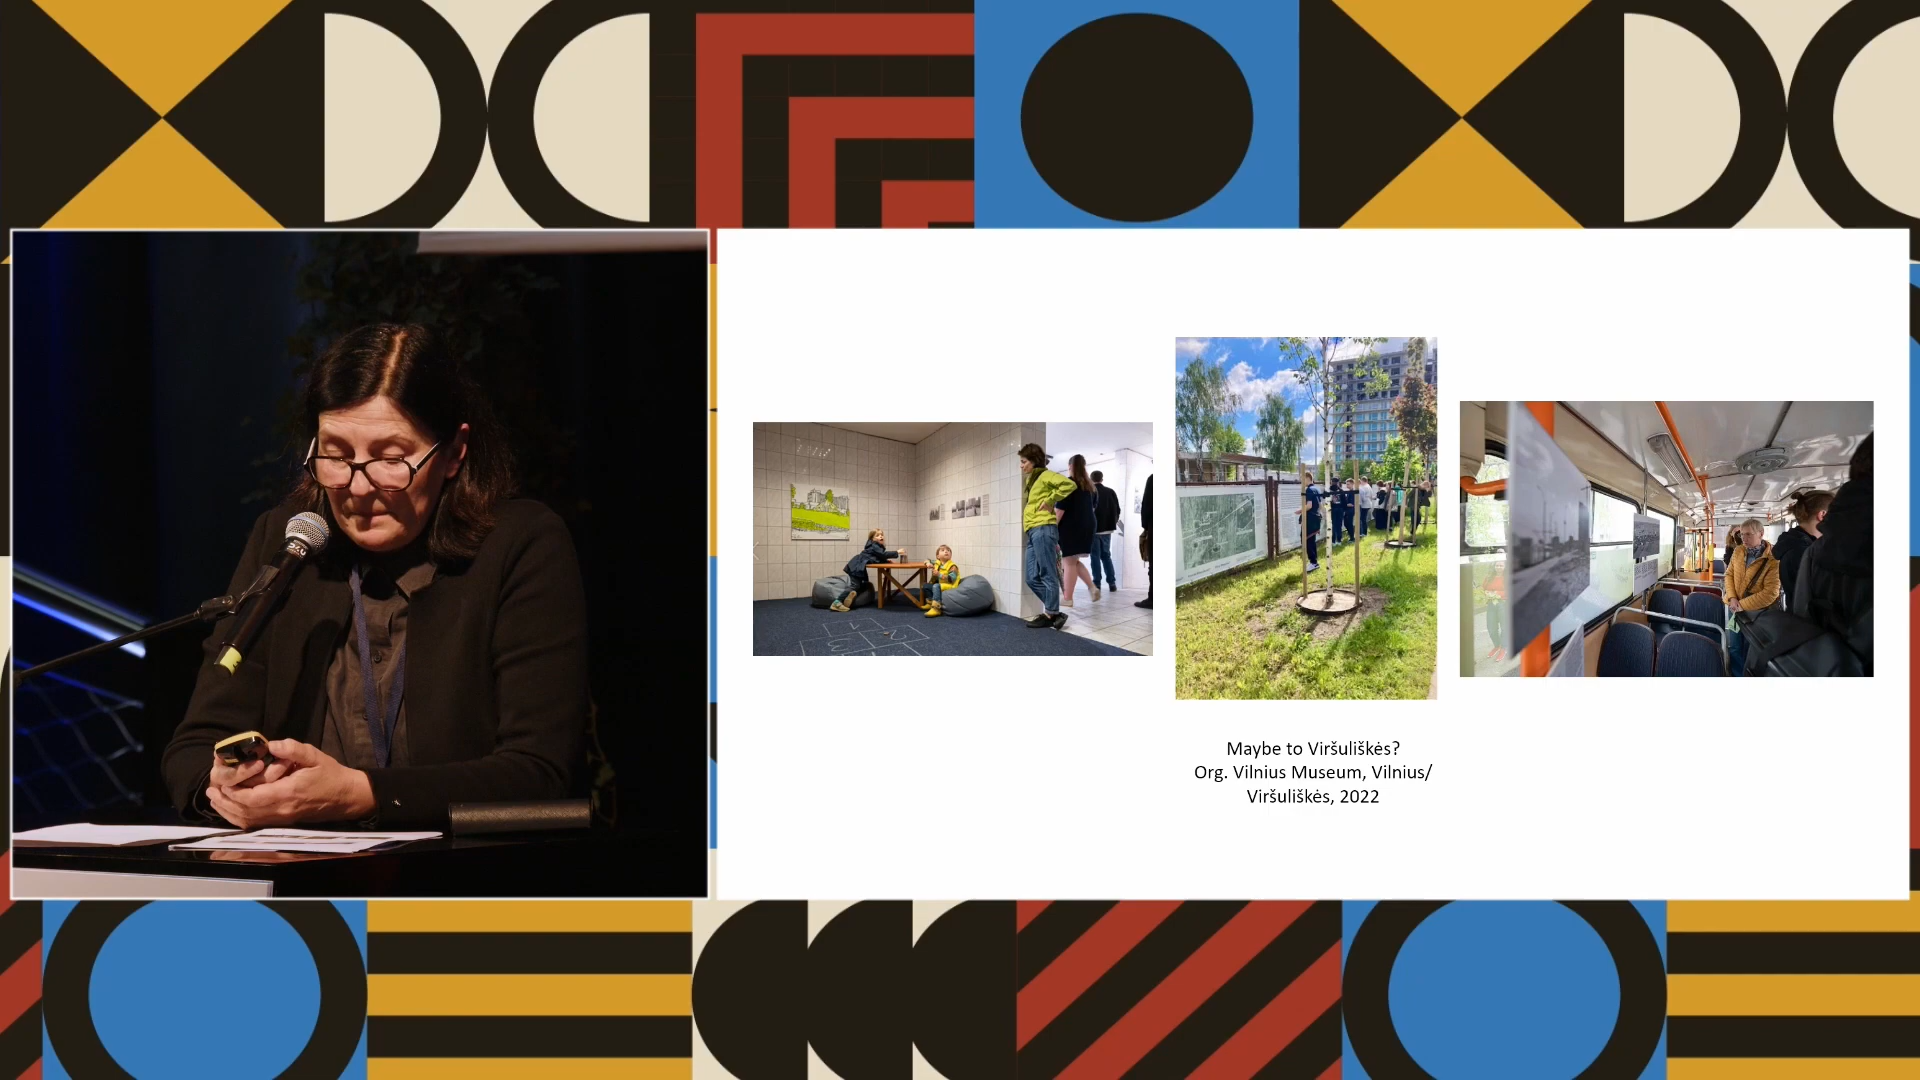 Maybe to Viršuliškės?
Org. Vilnius Museum, Vilnius/
Viršuliškės, 2022